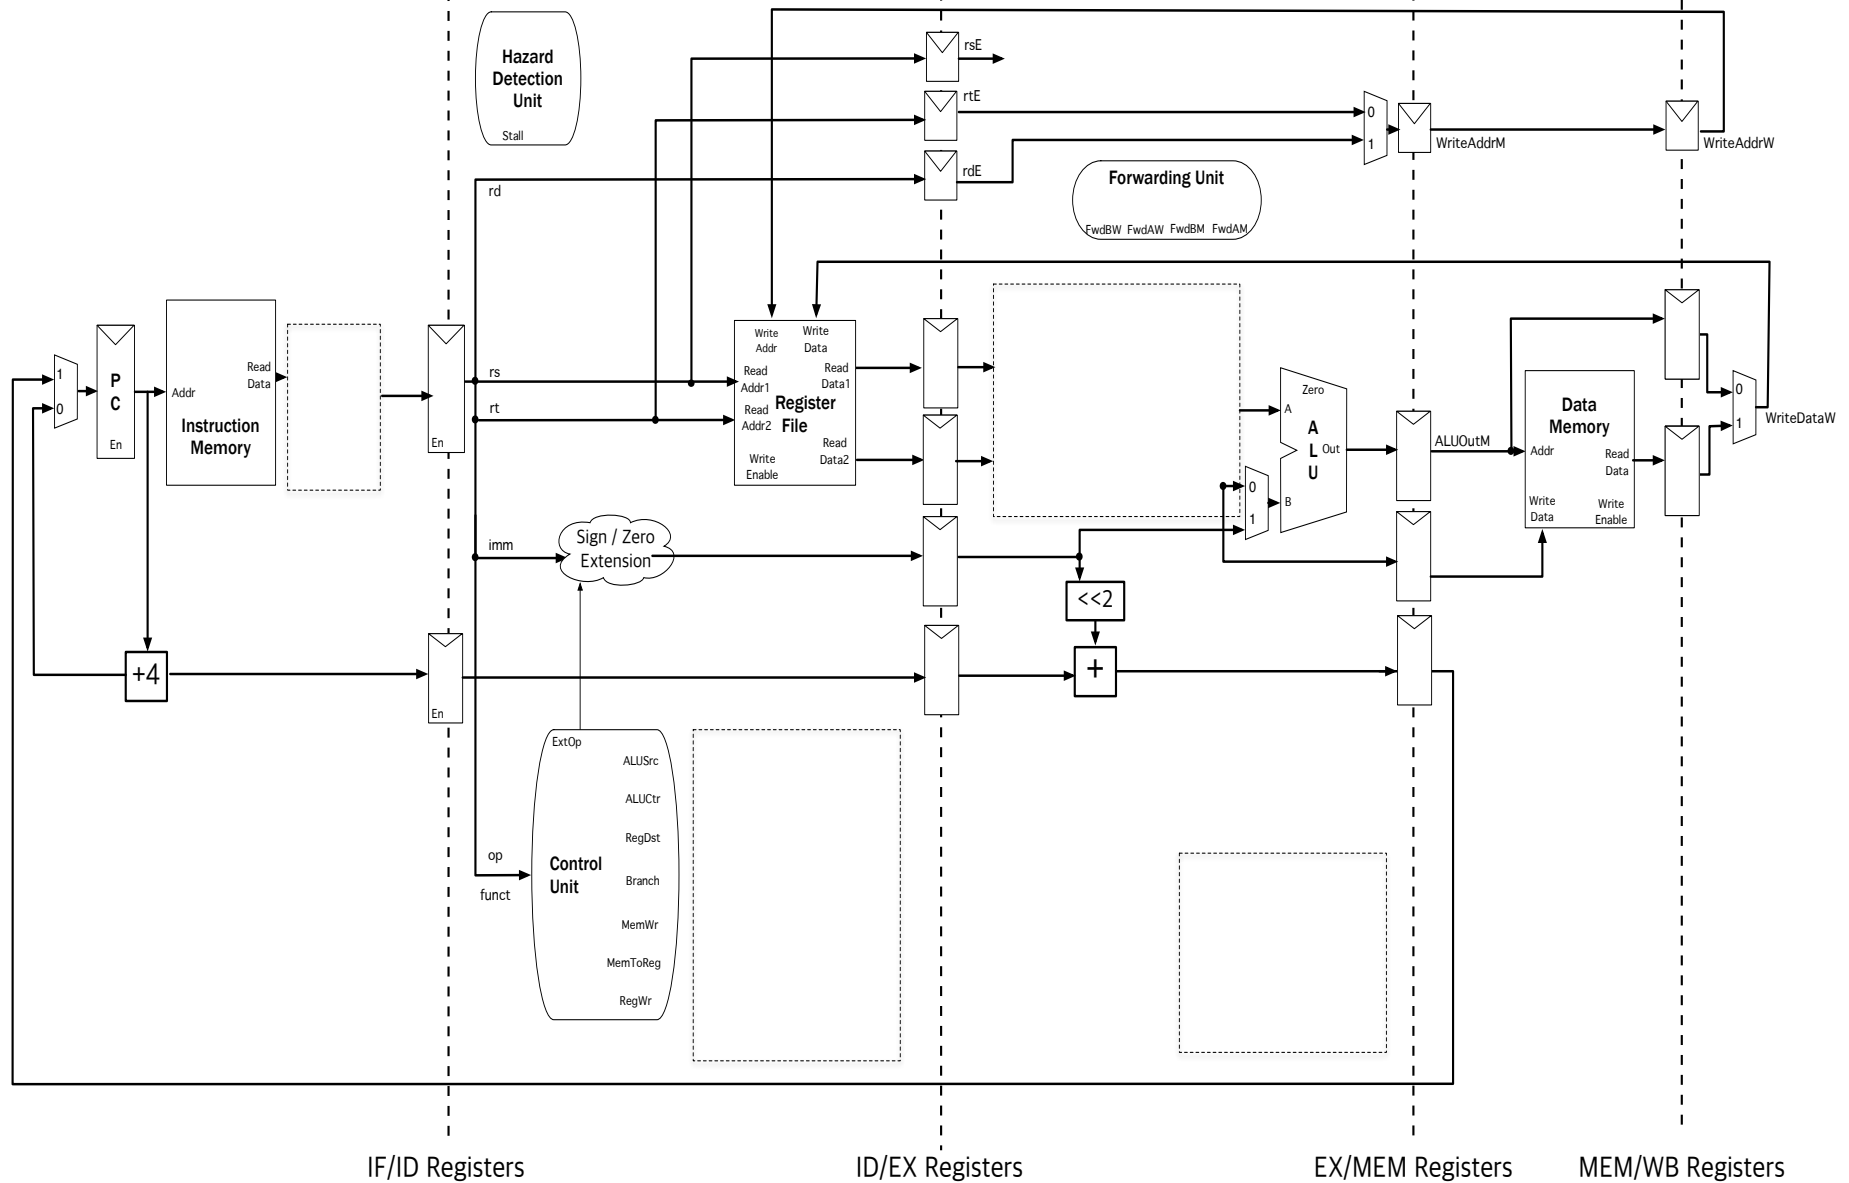 Hazard
Detection
Unit
Stall
rsE
rtE
rdE
rd
0
1
WriteAddrM
WriteAddrW
Forwarding Unit
FwdBW FwdAW FwdBM FwdAM
1
0
P
C
En
Addr
Read
Data
Instruction
Memory
En
rs
rt
Write
Addr
Write
Data
Read
Addr1
Read
Data1
Register
File
Read
Addr2
Read
Data2
Write
Enable
Zero
A
A
L
U
Out
B
0
1
ALUOutM
Data
Memory
Addr
Read
Data
Write
Data
Write
Enable
0
1
WriteDataW
imm
Sign / Zero
Extension
<<2
+4
En
+
ExtOp
ALUSrc
ALUCtr
RegDst
Control
Unit
Branch
MemWr
MemToReg
RegWr
op
funct
IF/ID Registers
ID/EX Registers
EX/MEM Registers
MEM/WB Registers